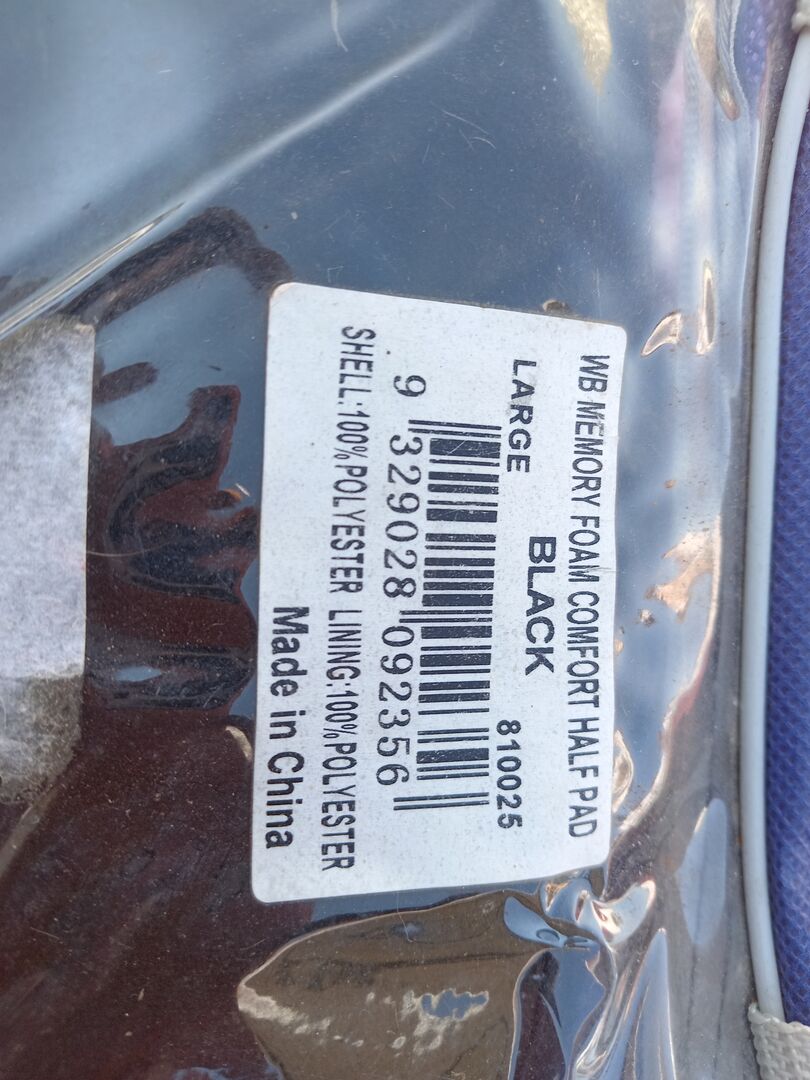 WB MEMORY FOAM COMFORT HALF PAD
BLACK
LARGE 810025
9 329028 092356
SHELL:100%POLYESTER LINING:100%POLYESTER
Made in China